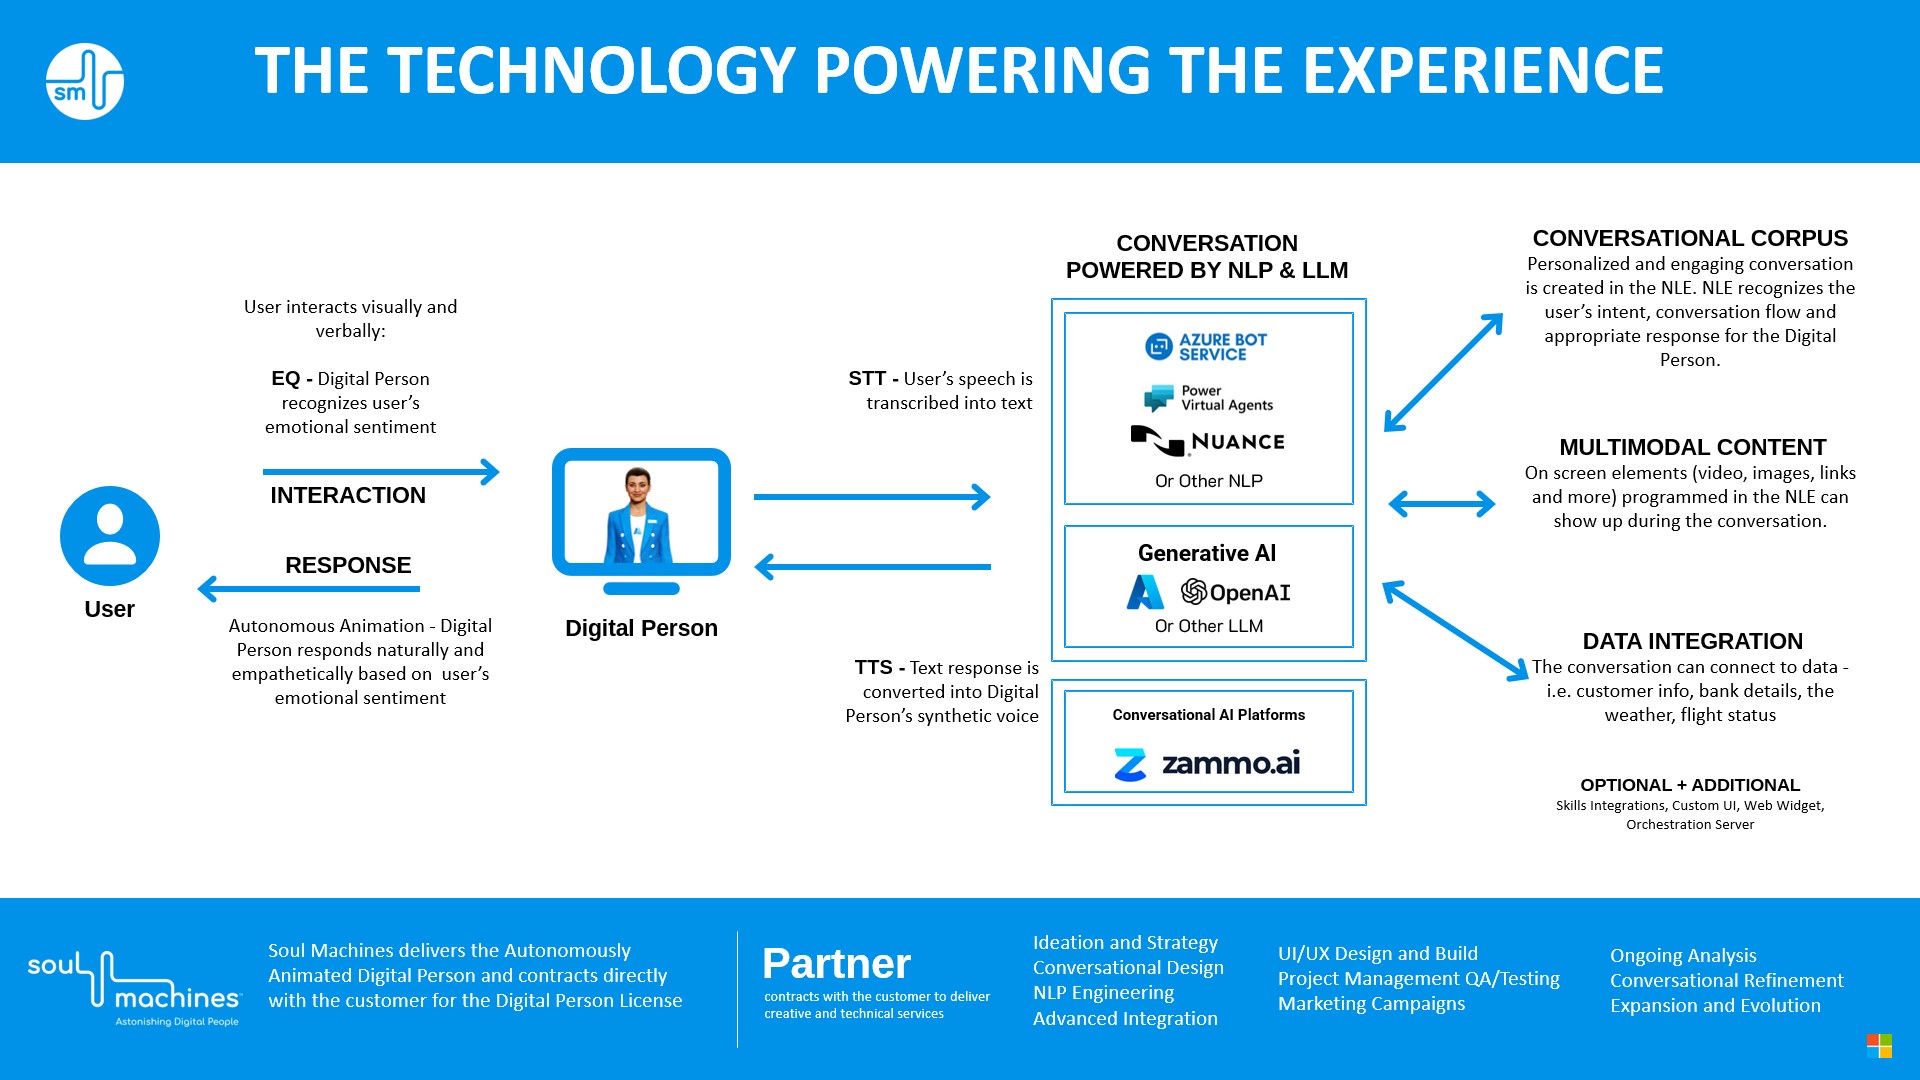 sm
THE TECHNOLOGY POWERING THE EXPERIENCE
User interacts visually and
verbally:
EQ - Digital Person
recognizes user’s
emotional sentiment
INTERACTION
RESPONSE
Autonomous Animation - Digital
Person responds naturally and
empathetically based on  user’s
emotional sentiment
User
Digital Person
STT - User’s speech is
transcribed into text
TTS - Text response is
converted into Digital
Person’s synthetic voice
CONVERSATION
POWERED BY NLP & LLM
AZURE BOT
SERVICE
Power
Virtual Agents
NUANCE
Or Other NLP
Generative AI
OpenAI
Or Other LLM
Conversational AI Platforms
zammo.ai
CONVERSATIONAL CORPUS
Personalized and engaging conversation
is created in the NLE. NLE recognizes the
user’s intent, conversation flow and
appropriate response for the Digital
Person.
MULTIMODAL CONTENT
On screen elements (video, images, links
and more) programmed in the NLE can
show up during the conversation.
DATA INTEGRATION
The conversation can connect to data -
i.e. customer info, bank details, the
weather, flight status
OPTIONAL + ADDITIONAL
Skills Integrations, Custom UI, Web Widget,
Orchestration Server
soul
machines™
Astonishing Digital People
Soul Machines delivers the Autonomously
Animated Digital Person and contracts directly
with the customer for the Digital Person License
Partner
contracts with the customer to deliver
creative and technical services
Ideation and Strategy
Conversational Design
NLP Engineering
Advanced Integration
UI/UX Design and Build
Project Management QA/Testing
Marketing Campaigns
Ongoing Analysis
Conversational Refinement
Expansion and Evolution